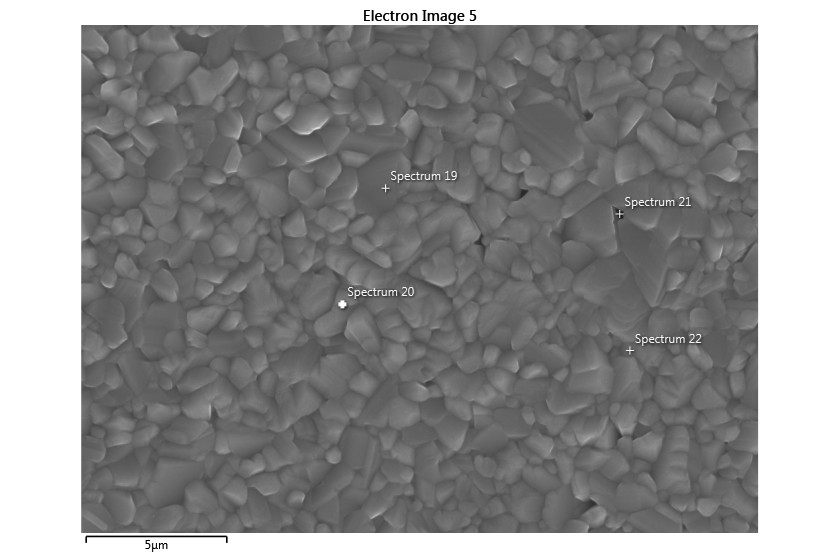 Electron Image 5
Spectrum 19
Spectrum 21
Spectrum 20
Spectrum 22
5µm